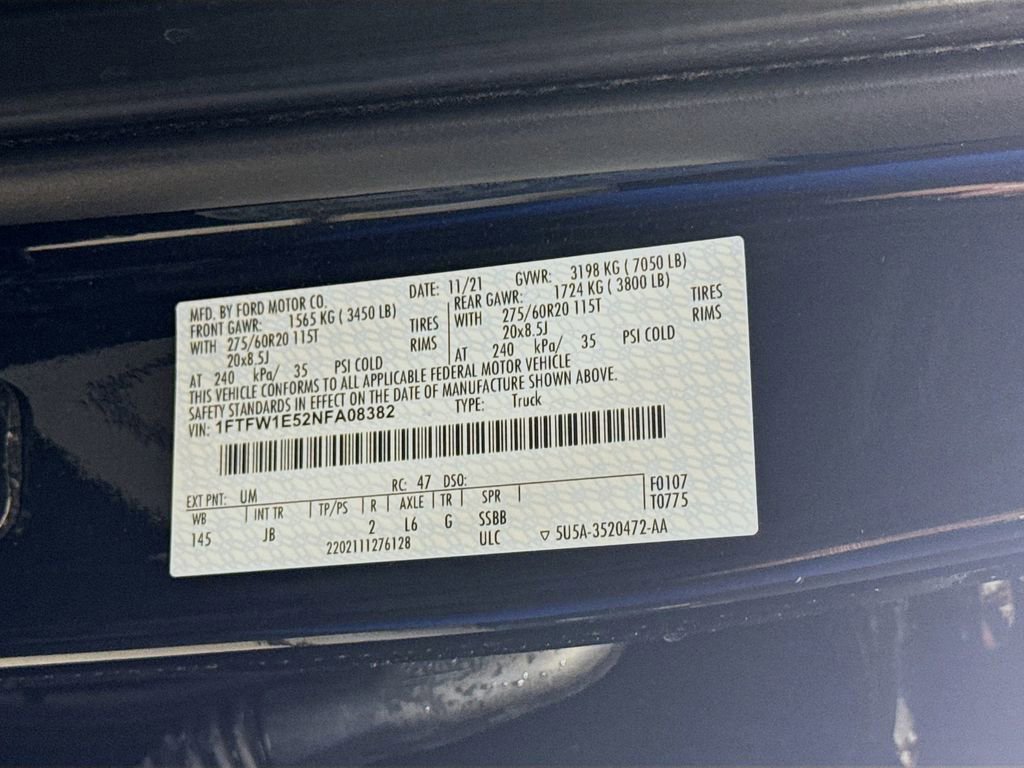 MFD. BY FORD MOTOR CO. DATE: 11/21 GVWR: 3198 KG ( 7050 LB)
FRONT GAWR: 1565 KG ( 3450 LB) REAR GAWR: 1724 KG ( 3800 LB)
WITH 275/60R20 115T TIRES WITH 275/60R20 115T TIRES
20x8.5J RIMS 20x8.5J RIMS
AT 240 kPa/ 35 PSI COLD AT 240 kPa/ 35 PSI COLD
THIS VEHICLE CONFORMS TO ALL APPLICABLE FEDERAL MOTOR VEHICLE
SAFETY STANDARDS IN EFFECT ON THE DATE OF MANUFACTURE SHOWN ABOVE.
VIN: 1FTFW1E52NFA08382 TYPE: Truck
EXT PNT: UM RC: 47 DSO: F0107
WB INT TR TP/PS R AXLE TR SPR T0775
145 JB 2 L6 G SSBB
2202111276128 ULC ▽ 5U5A-3520472-AA